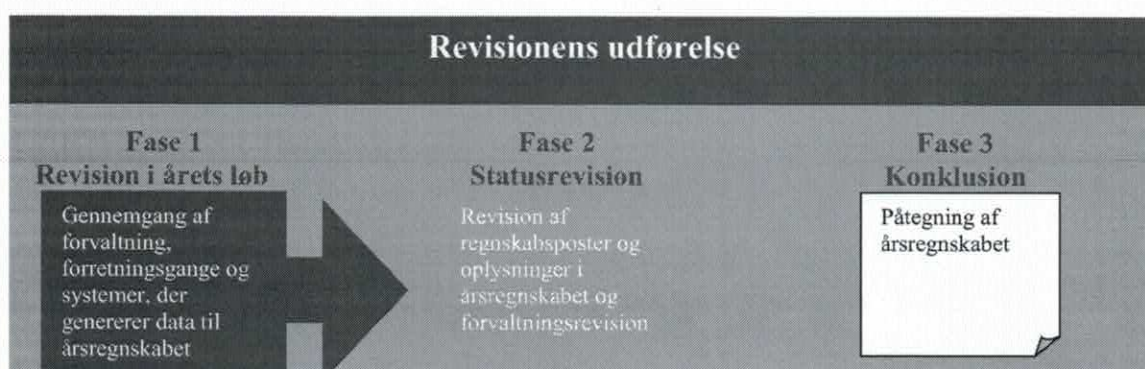 Revisionens udførelse
Fase 1
Revision i årets løb
Gennemgang af
forvaltning,
forretningsgange og
systemer, der
genererer data til
årsregnskabet
Fase 2
Statusrevision
Revision af
regnskabsposter og
oplysninger i
årsregnskabet og
forvaltningsrevision
Fase 3
Konklusion
Påtegning af
årsregnskabet